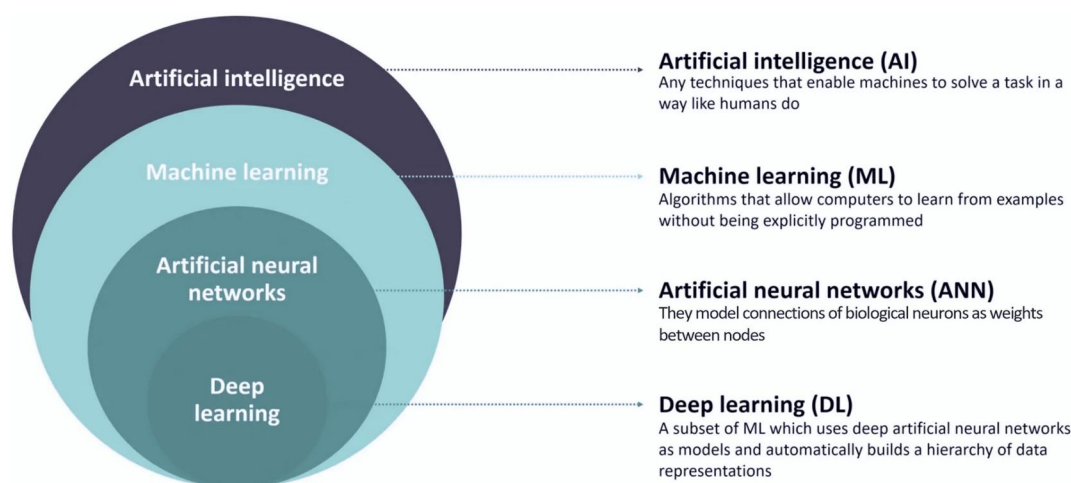 Artificial intelligence
Machine learning
Artificial neural
networks
Deep
learning
Artificial intelligence (AI)
Any techniques that enable machines to solve a task in a
way like humans do
Machine learning (ML)
Algorithms that allow computers to learn from examples
without being explicitly programmed
Artificial neural networks (ANN)
They model connections of biological neurons as weights
between nodes
Deep learning (DL)
A subset of ML which uses deep artificial neural networks
as models and automatically builds a hierarchy of data
representations